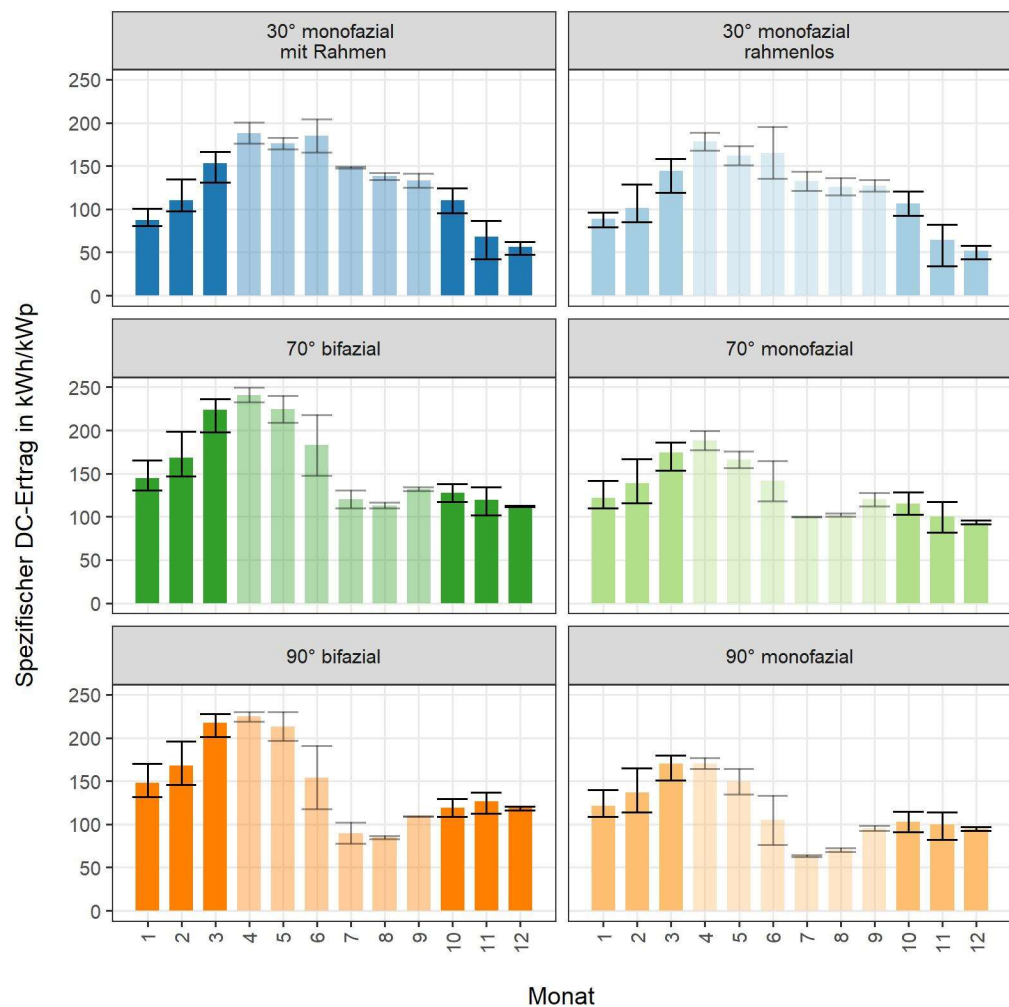 Spezifischer DC-Ertrag in kWh/kWp
30° monofazial
mit Rahmen
30° monofazial
rahmenlos
250
200
150
100
50
0
70° bifazial
70° monofazial
250
200
150
100
50
0
90° bifazial
90° monofazial
250
200
150
100
50
0
1 2 3 4 5 6 7 8 9 10 11 12
1 2 3 4 5 6 7 8 9 10 11 12
Monat